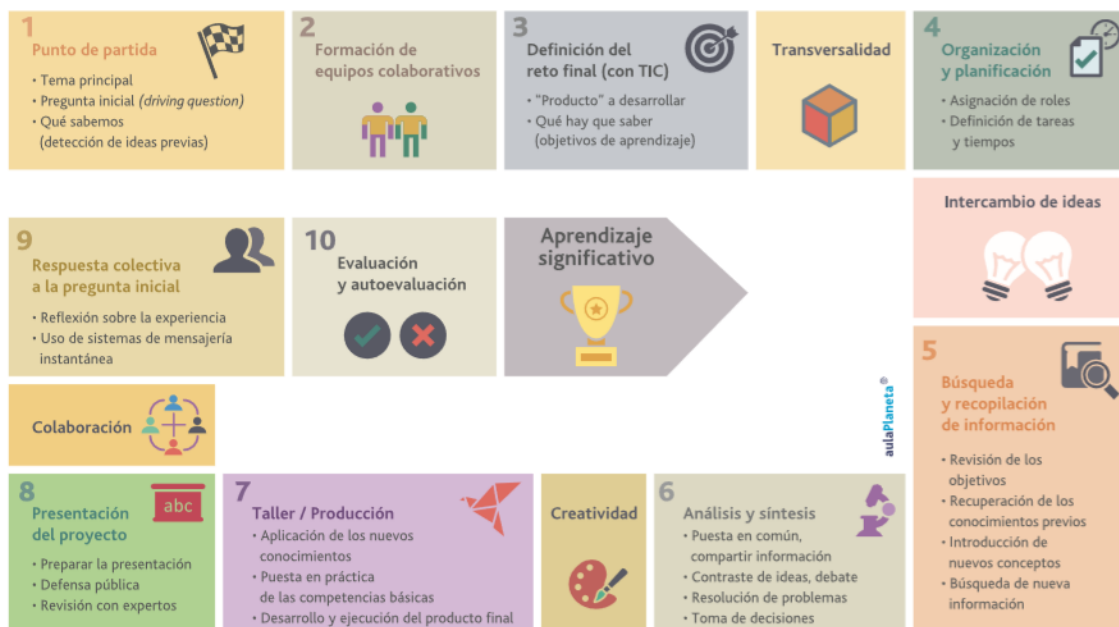 1
Punto de partida
• Tema principal
• Pregunta inicial (driving question)
• Qué sabemos
(detección de ideas previas)
2
Formación de
equipos colaborativos
3
Definición del
reto final (con TIC)
• "Producto" a desarrollar
• Qué hay que saber
(objetivos de aprendizaje)
Transversalidad
4
Organización
y planificación
• Asignación de roles
• Definición de tareas
y tiempos
Intercambio de ideas
5
Búsqueda
y recopilación
de información
• Revisión de los
objetivos
• Recuperación de los
conocimientos previos
• Introducción de
nuevos conceptos
• Búsqueda de nueva
información
6
Análisis y síntesis
• Puesta en común,
compartir información
• Contraste de ideas, debate
• Resolución de problemas
• Toma de decisiones
Creatividad
7
Taller / Producción
• Aplicación de los nuevos
conocimientos
• Puesta en práctica
de las competencias básicas
• Desarrollo y ejecución del producto final
8
abc
Presentación
del proyecto
• Preparar la presentación
• Defensa pública
• Revisión con expertos
Colaboración
9
Respuesta colectiva
a la pregunta inicial
• Reflexión sobre la experiencia
• Uso de sistemas de mensajería
instantánea
10
Evaluación
y autoevaluación
Aprendizaje
significativo
aulaPlaneta®